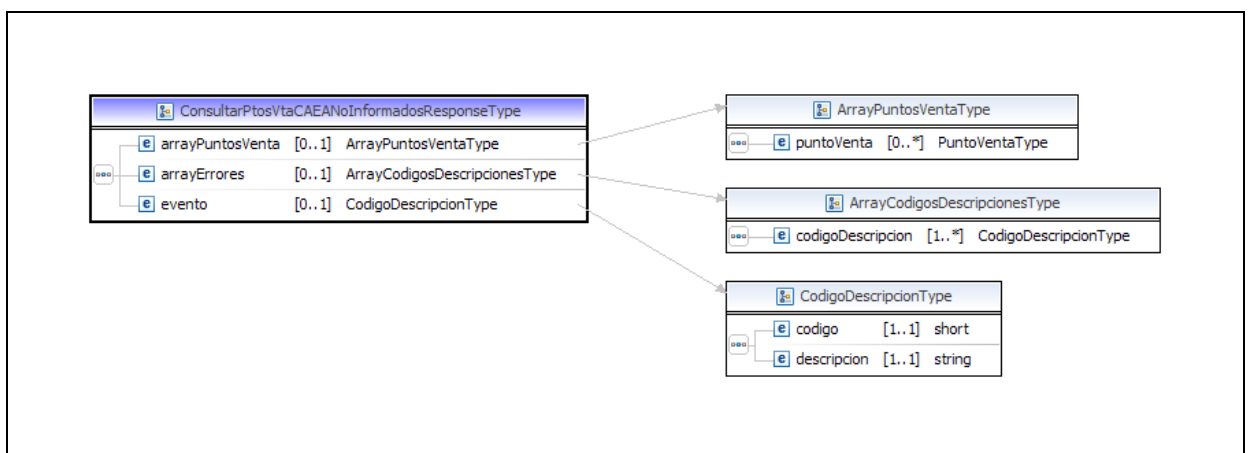 ConsultarPtosVtaCAEANoInformadosResponseType
arrayPuntosVenta [0..1] ArrayPuntosVentaType
arrayErrores [0..1] ArrayCodigosDescripcionesType
evento [0..1] CodigoDescripcionType
ArrayPuntosVentaType
puntoVenta [0..*] PuntoVentaType
ArrayCodigosDescripcionesType
codigoDescripcion [1..*] CodigoDescripcionType
CodigoDescripcionType
codigo [1..1] short
descripcion [1..1] string